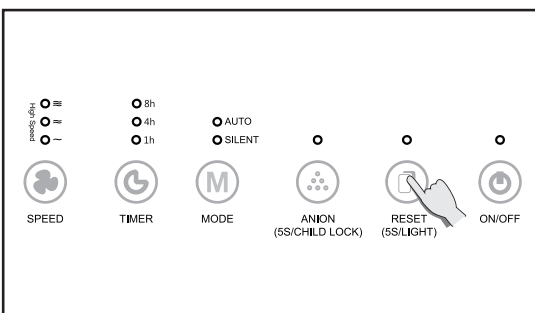 High Speed
8h
4h
1h
AUTO
SILENT
M
SPEED
TIMER
MODE
ANION
(5S/CHILD LOCK)
RESET
(5S/LIGHT)
ON/OFF